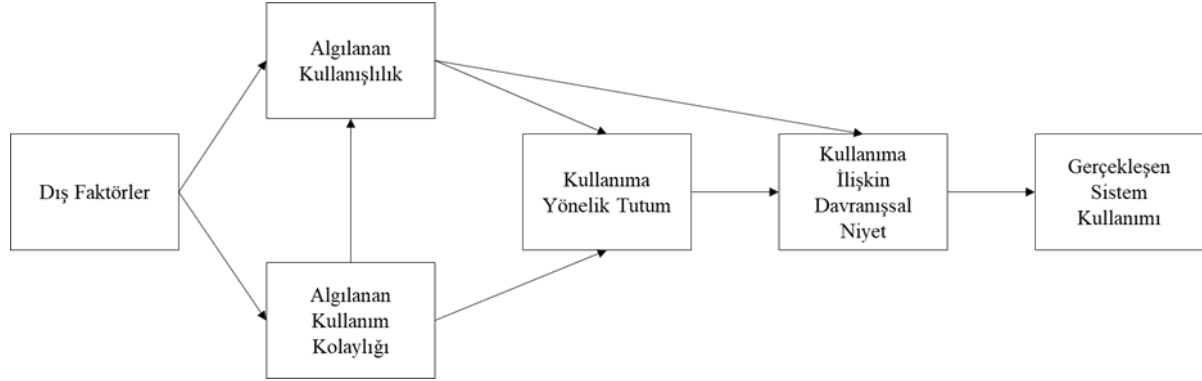 Algılanan
Kullanışlılık
Dış Faktörler
Kullanıma
Yönelik Tutum
Kullanıma
İlişkin
Davranışsal
Niyet
Gerçekleşen
Sistem
Kullanımı
Algılanan
Kullanım
Kolaylığı